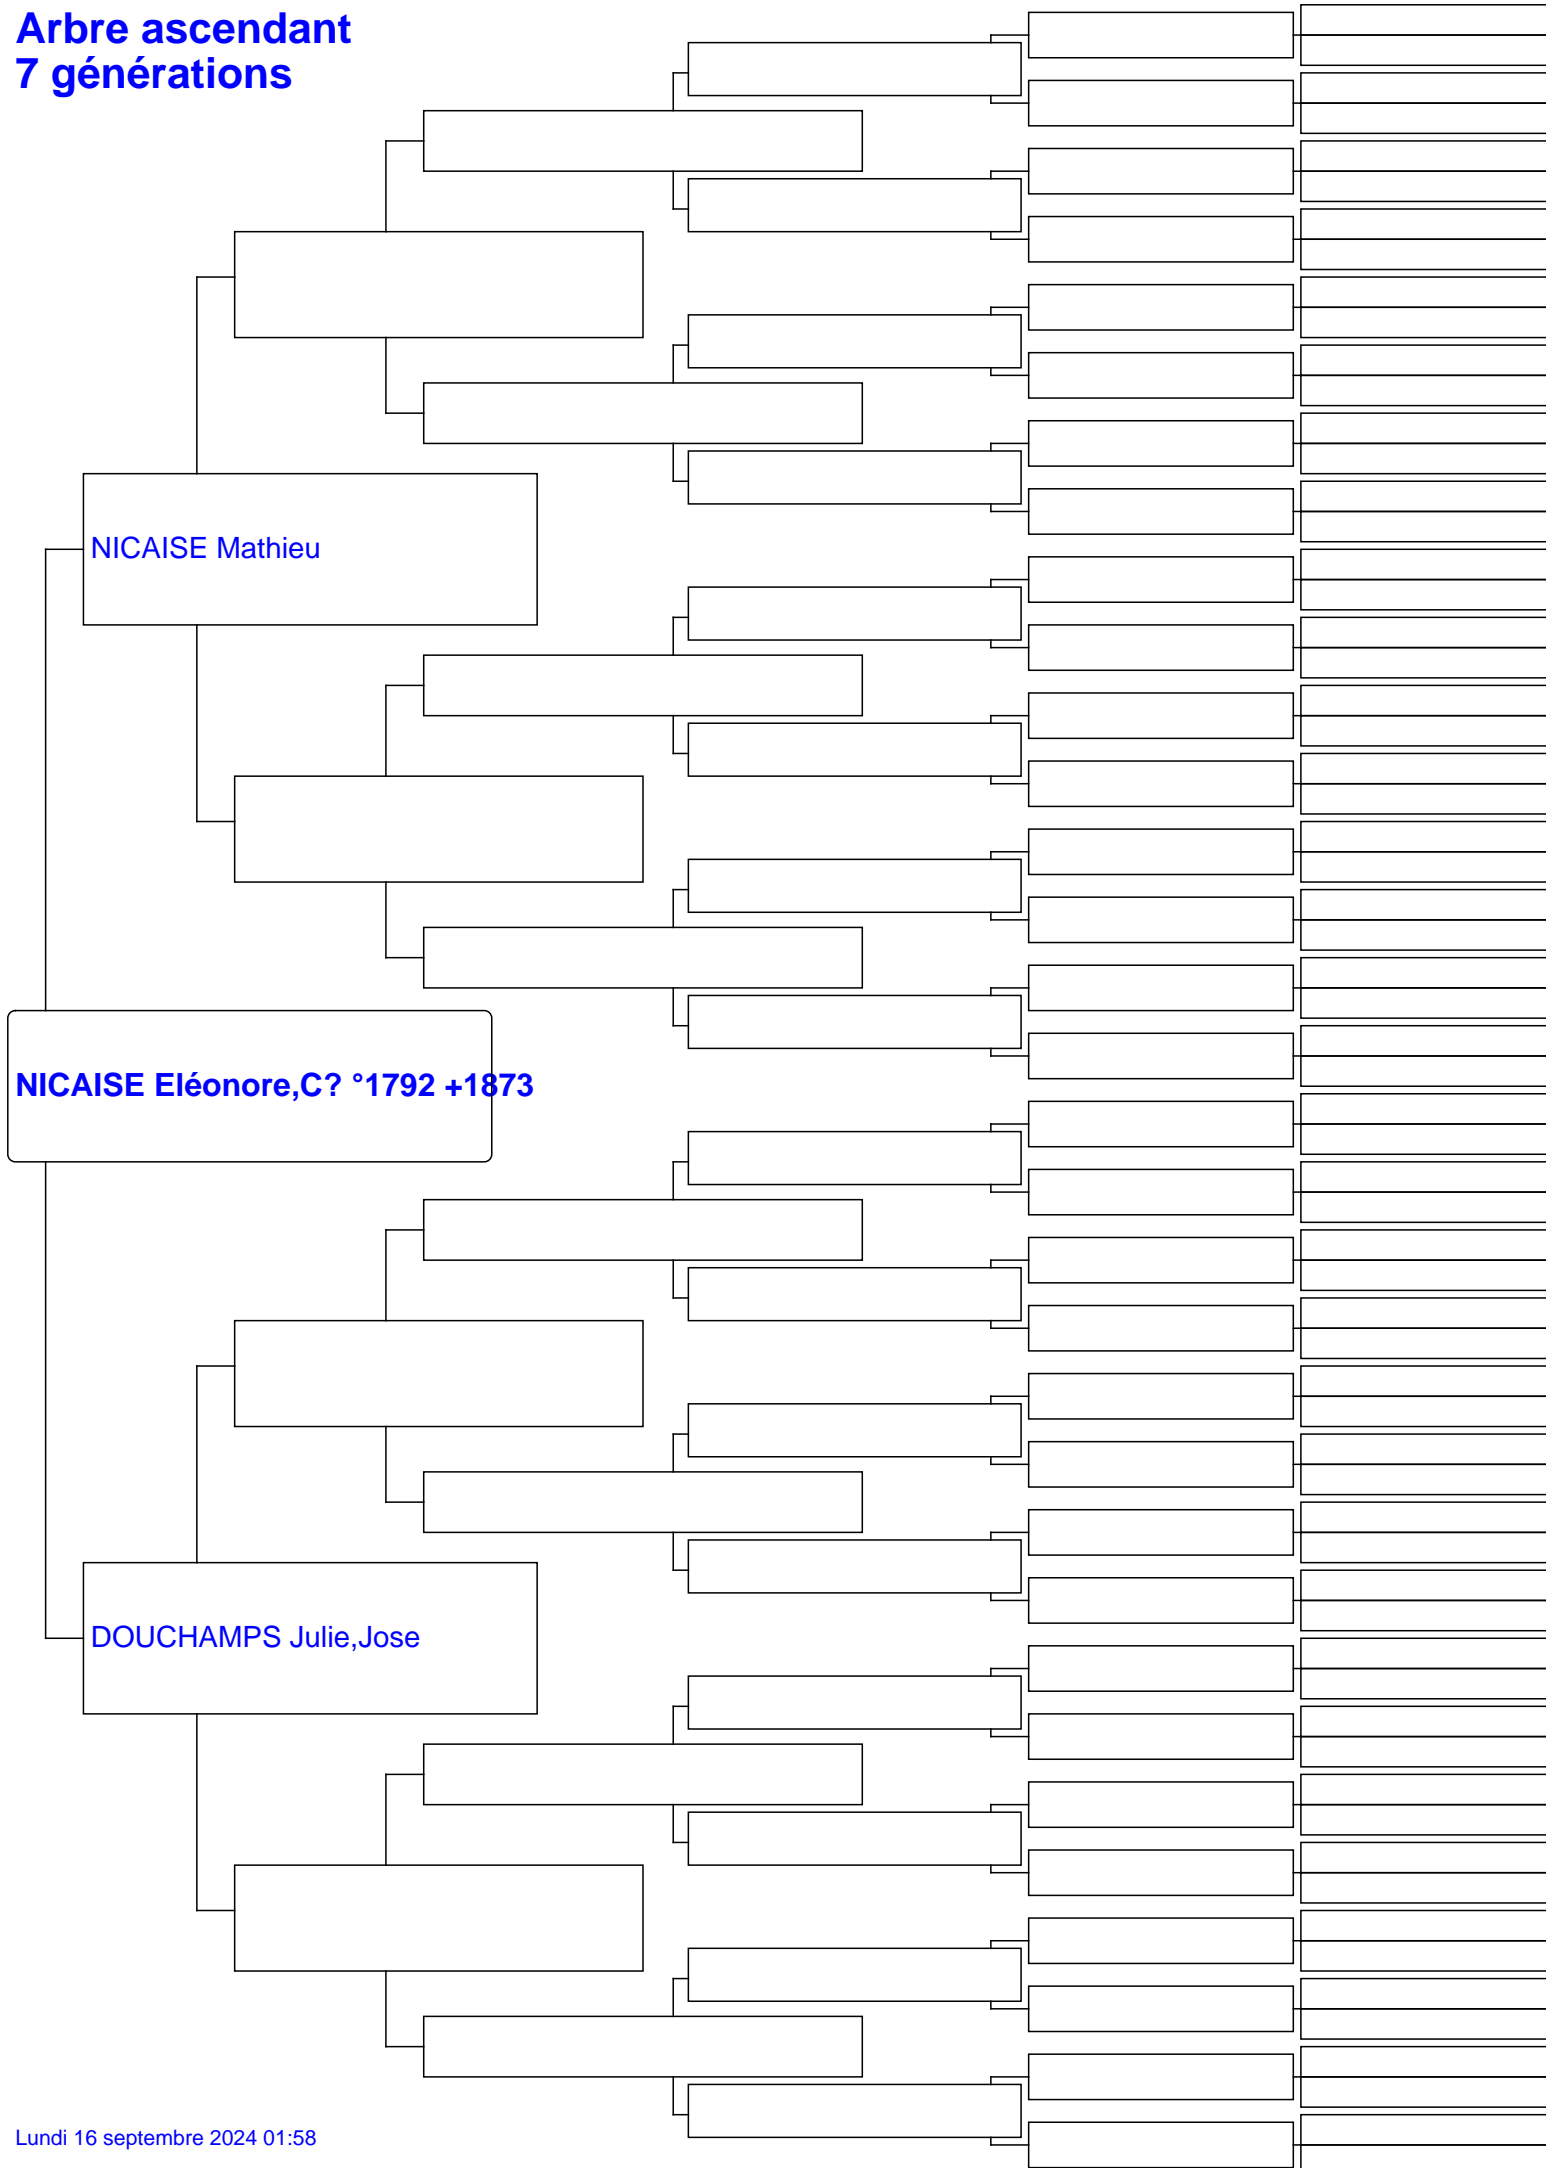 Arbre ascendant
7 générations
NICAISE Mathieu
NICAISE Eléonore,C? °1792 +1873
DOUCHAMPS Julie,Jose
Lundi 16 septembre 2024 01:58